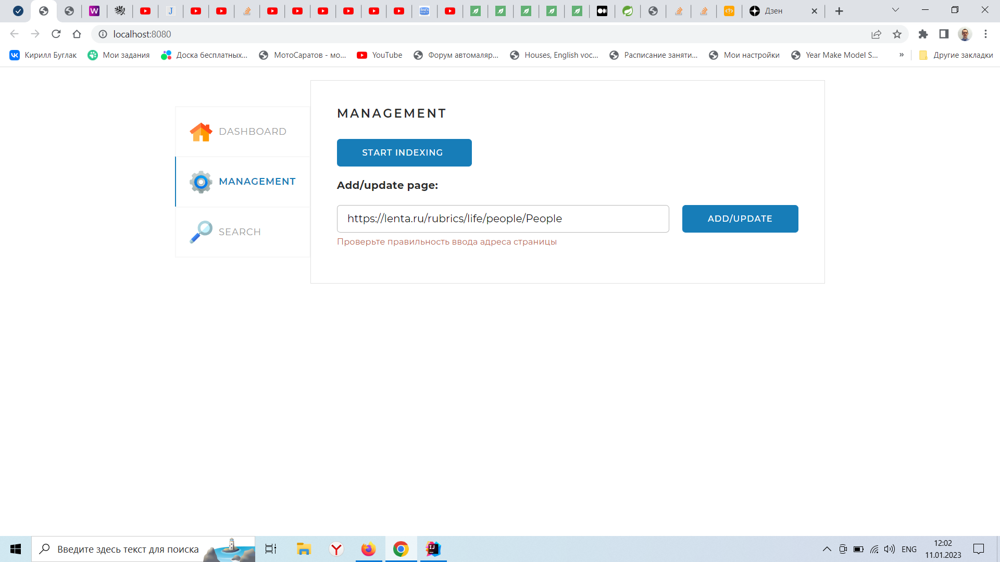 Дзен
localhost:8080
Кирилл Буглак
Мои задания
Доска бесплатных...
МотоСаратов - мо...
YouTube
Форум автомаляр...
Houses, English voc...
Расписание заняти...
Мои настройки
Year Make Model S...
»
Другие закладки
MANAGEMENT
DASHBOARD
START INDEXING
MANAGEMENT
Add/update page:
https://lenta.ru/rubrics/life/people/People
ADD/UPDATE
SEARCH
Проверьте правильность ввода адреса страницы
Введите здесь текст для поиска
ENG
12:02
11.01.2023